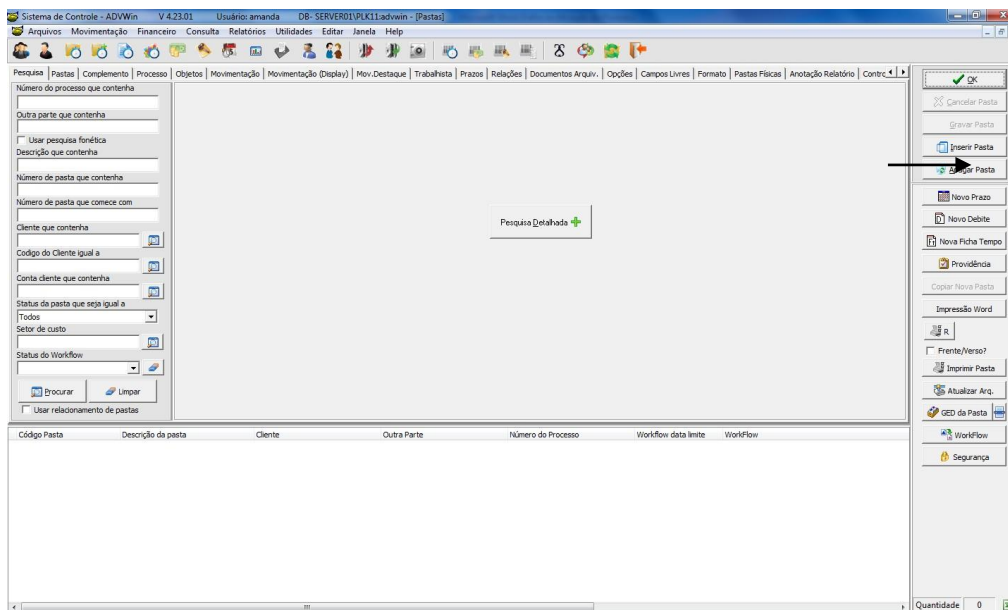 Sistema de Controle - ADVWin V 4.23.01 Usuário: amanda DB- SERVER01\PLK11:advwin - [Pastas]
Arquivos Movimentação Financeiro Consulta Relatórios Utilidades Editar Janela Help
Pesquisa Pastas Complemento Processo Objetos Movimentação Movimentação (Display) Mov.Destaque Trabalhista Prazos Relações Documentos Arquiv. Opções Campos Livres Formato Pastas Físicas Anotação Relatório Contro
Número do processo que contenha
Outra parte que contenha
Usar pesquisa fonética
Descrição que contenha
Número de pasta que contenha
Número de pasta que comece com
Cliente que contenha
Codigo do Cliente igual a
Conta cliente que contenha
Status da pasta que seja igual a
Todos
Setor de custo
Status do Workflow
Procurar Limpar
Usar relacionamento de pastas
Pesquisa Detalhada
OK
Cancelar Pasta
Gravar Pasta
Inserir Pasta
Apagar Pasta
Novo Prazo
Novo Debite
Nova Ficha Tempo
Providência
Copiar Nova Pasta
Impressão Word
R
Frente/Verso?
Imprimir Pasta
Atualizar Arq.
GED da Pasta
WorkFlow
Segurança
Código Pasta Descrição da pasta Cliente Outra Parte Número do Processo Workflow data limite WorkFlow
Quantidade 0